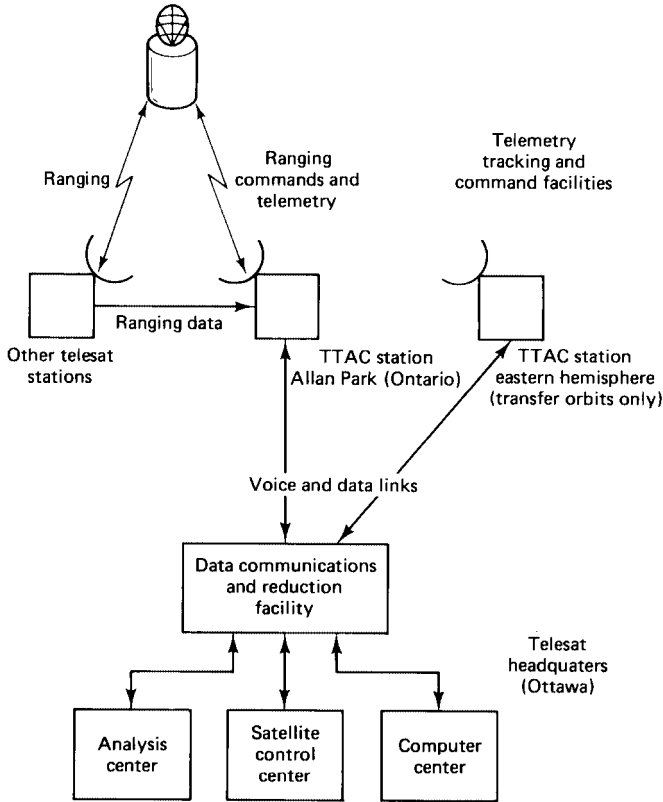 Ranging
Ranging
commands and
telemetry
Telemetry
tracking and
command facilities
Ranging data
Other telesat
stations
TTAC station
Allan Park (Ontario)
TTAC station
eastern hemisphere
(transfer orbits only)
Voice and data links
Data communications
and reduction
facility
Telesat
headquaters
(Ottawa)
Analysis
center
Satellite
control
center
Computer
center